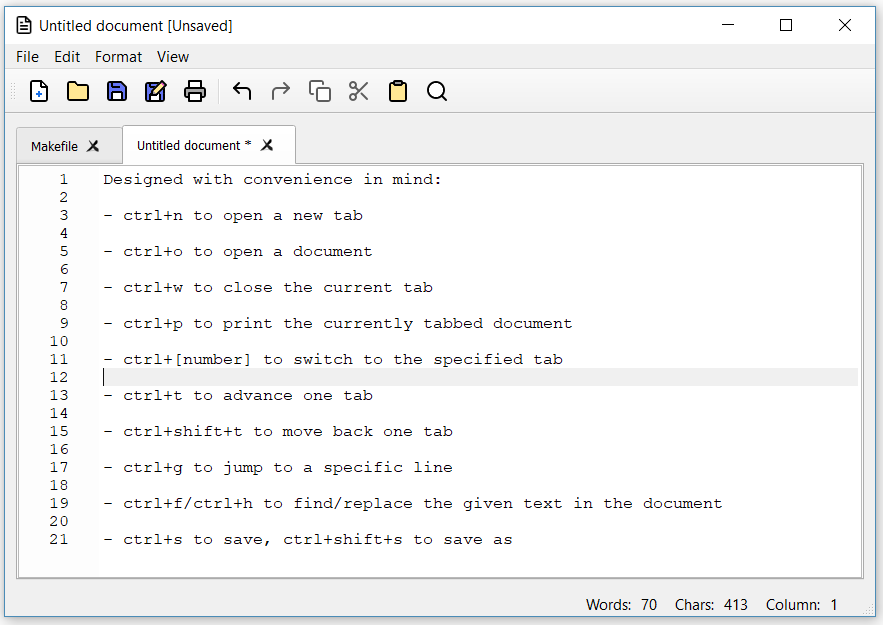 Untitled document [Unsaved]
File Edit Format View
Makefile Untitled document *
1 Designed with convenience in mind:
2
3 - ctrl+n to open a new tab
4
5 - ctrl+o to open a document
6
7 - ctrl+w to close the current tab
8
9 - ctrl+p to print the currently tabbed document
10
11 - ctrl+[number] to switch to the specified tab
12
13 - ctrl+t to advance one tab
14
15 - ctrl+shift+t to move back one tab
16
17 - ctrl+g to jump to a specific line
18
19 - ctrl+f/ctrl+h to find/replace the given text in the document
20
21 - ctrl+s to save, ctrl+shift+s to save as
Words: 70 Chars: 413 Column: 1